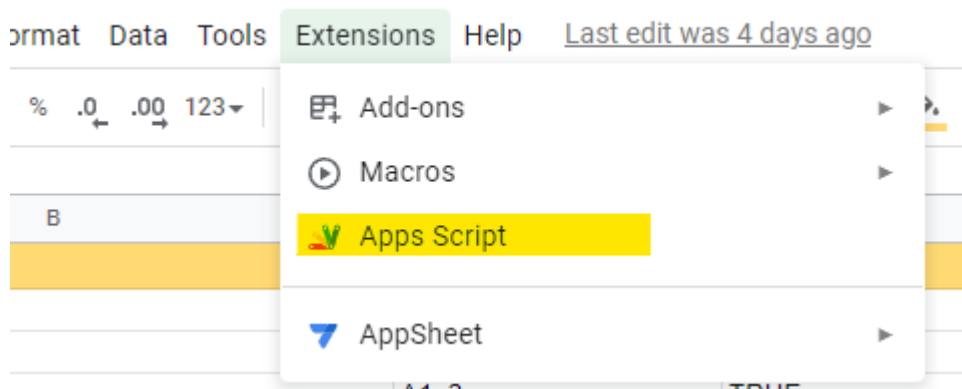 ormat Data Tools Extensions Help Last edit was 4 days ago
% .0 .00 123
Add-ons
Macros
B
Apps Script
AppSheet